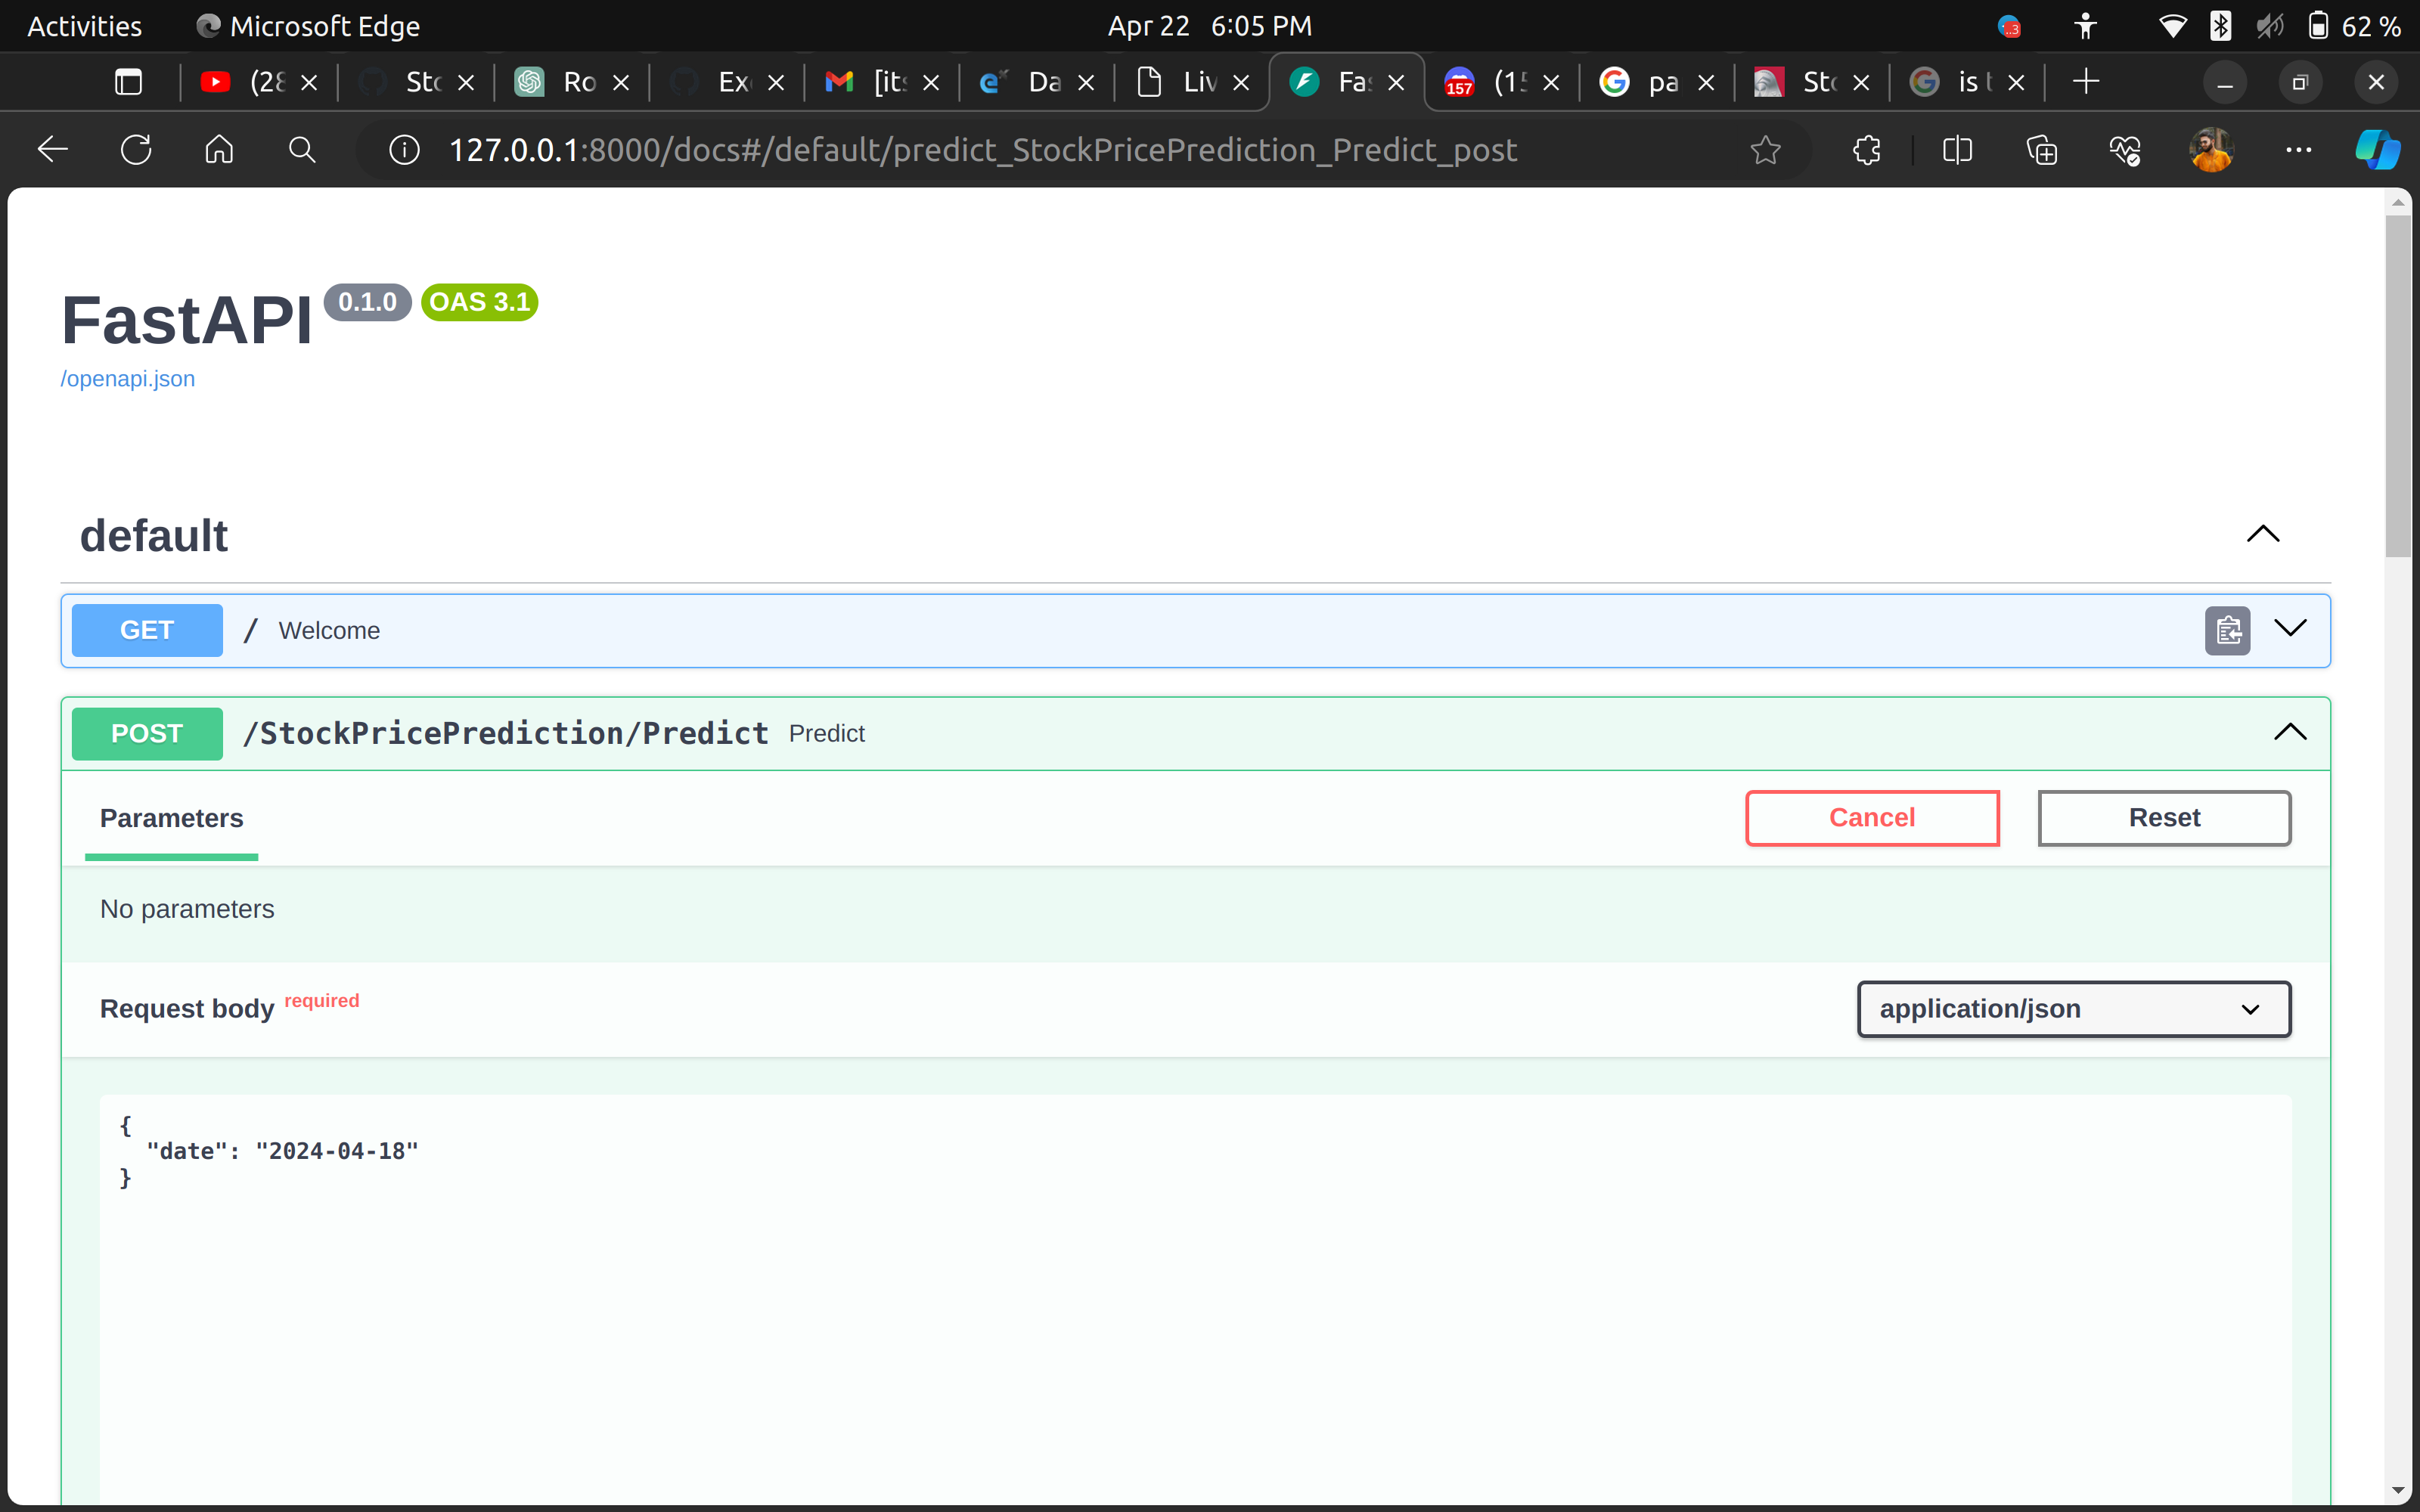 Activities Microsoft Edge Apr 22 6:05 PM 62 %
(28 Sto Ro Ex [its Da Liv Fas 157 (15 pa Sto is t
127.0.0.1:8000/docs#/default/predict_StockPricePrediction_Predict_post
FastAPI 0.1.0 OAS 3.1
/openapi.json
default
GET / Welcome
POST /StockPricePrediction/Predict Predict
Parameters Cancel Reset
No parameters
Request body required application/json
{
"date": "2024-04-18"
}